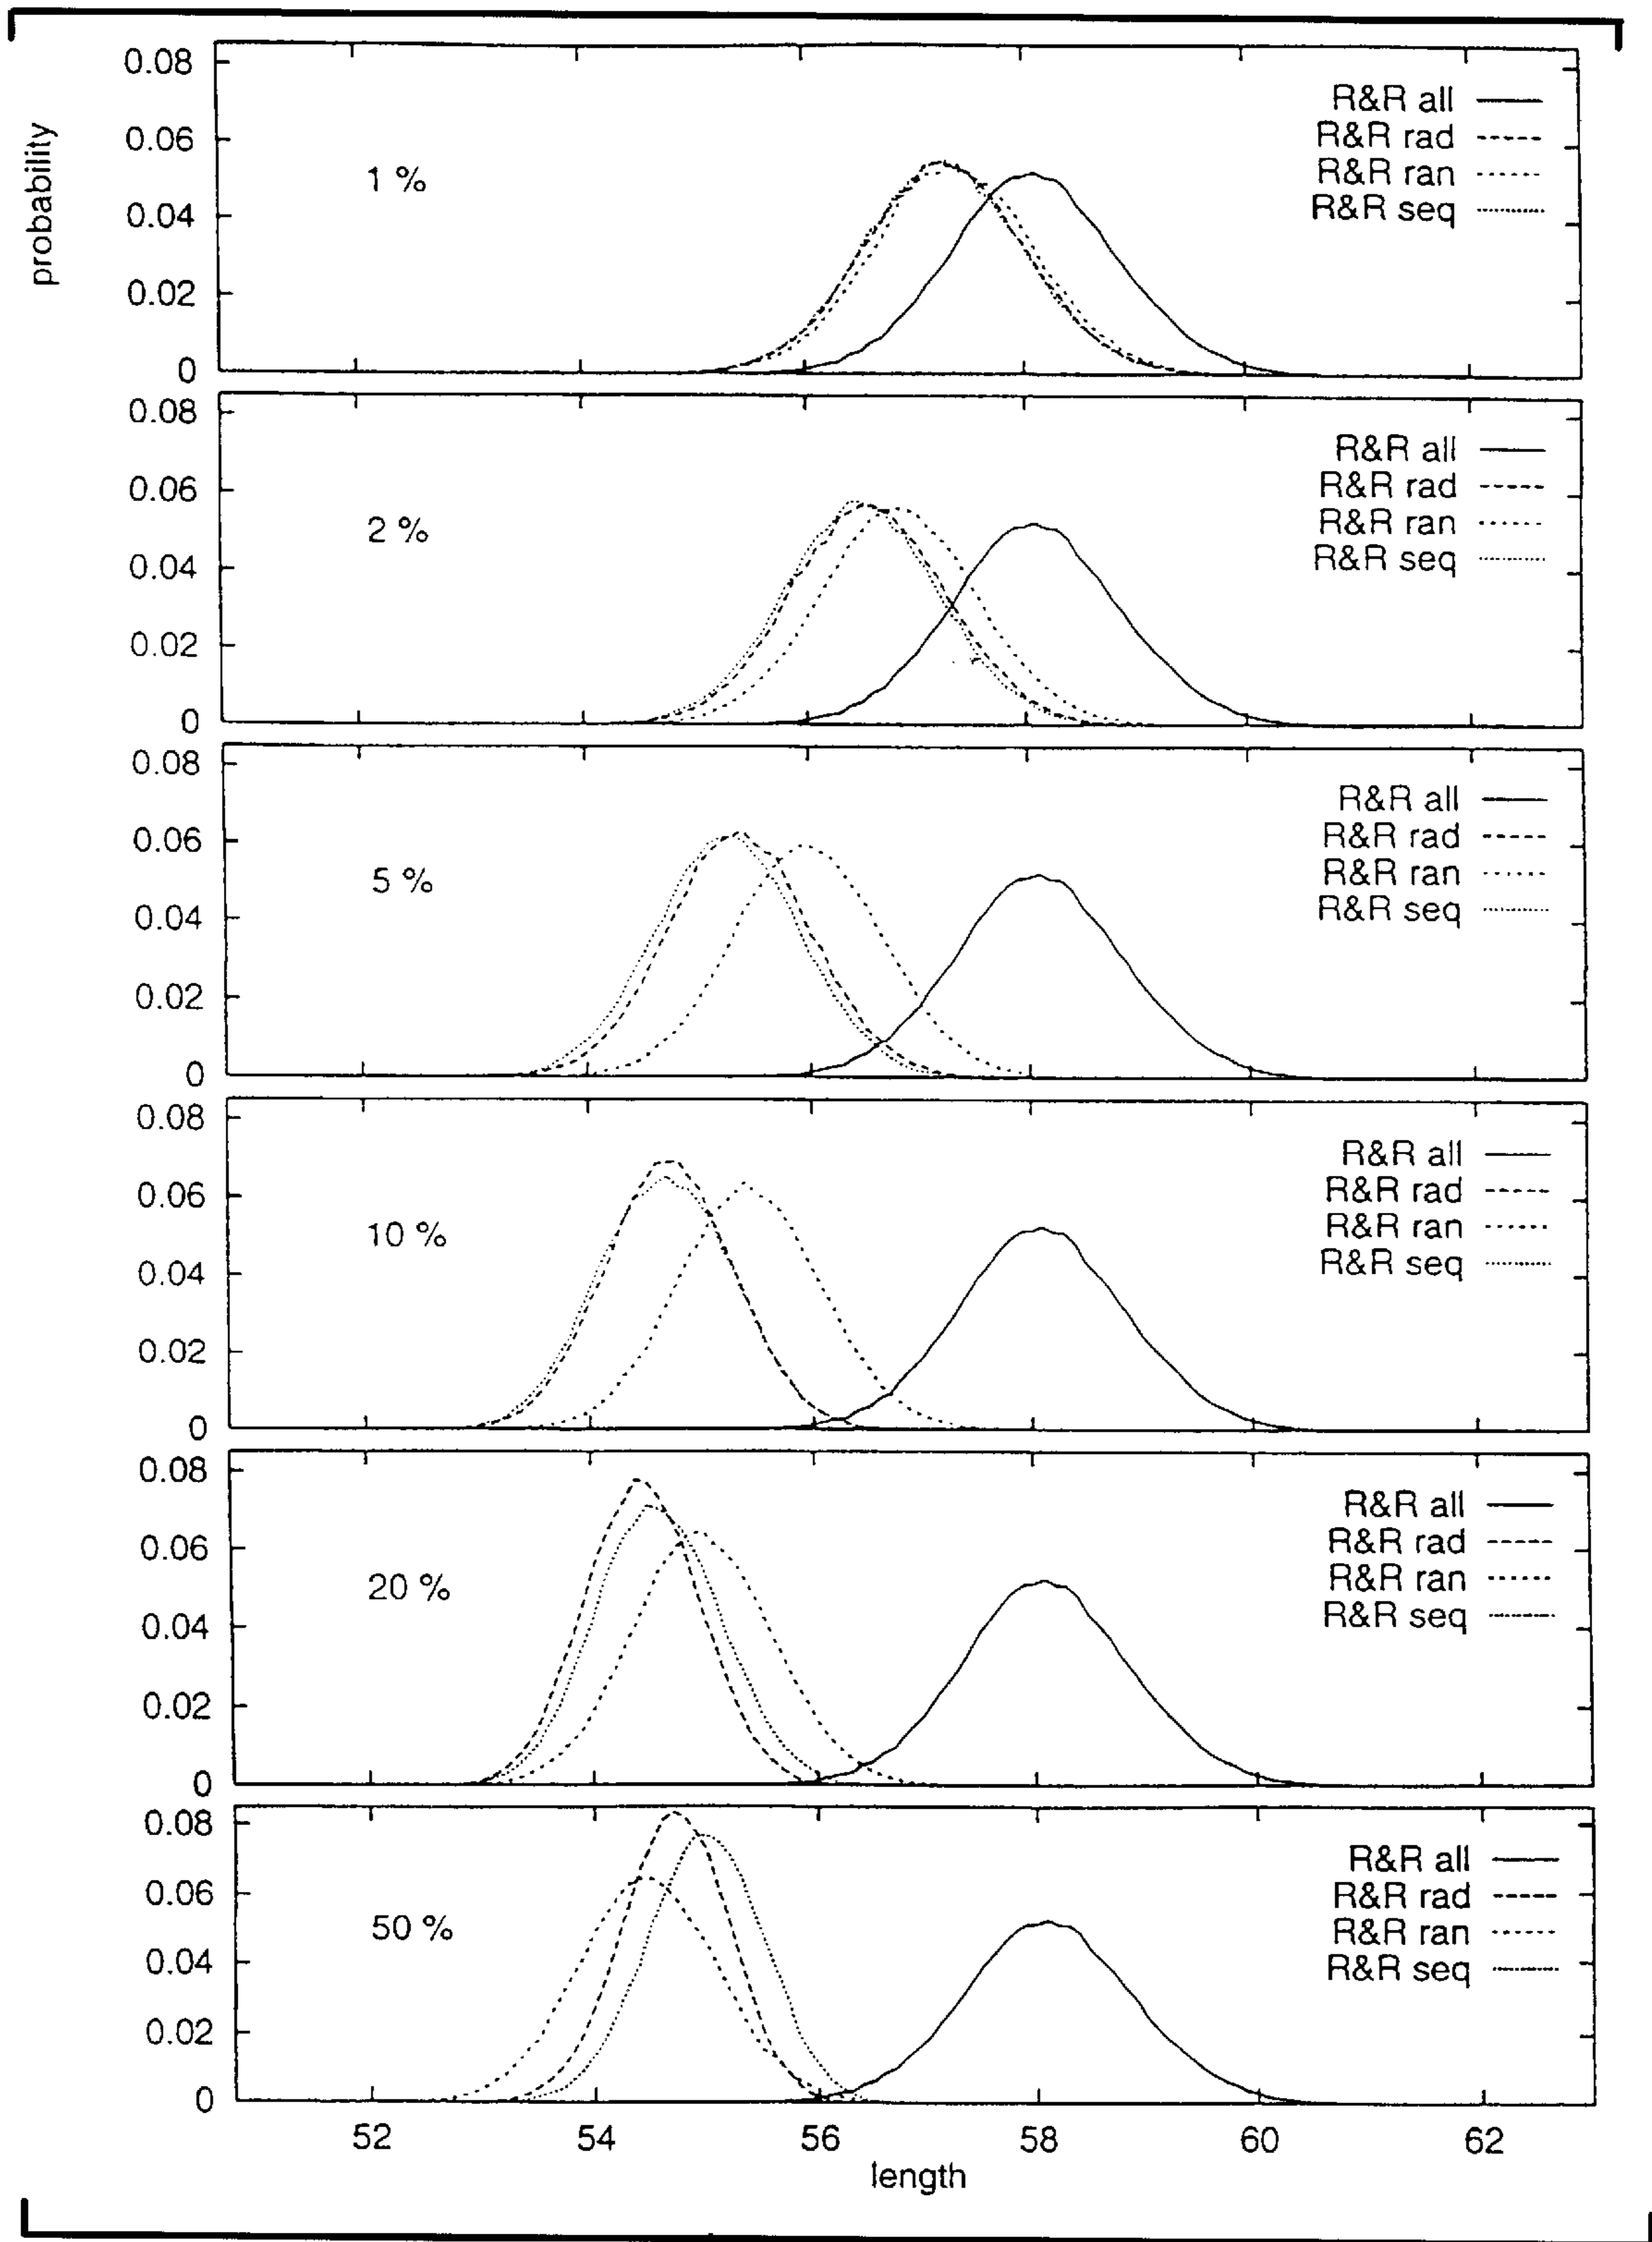 probability
0.08
0.06
0.04
0.02
0
1 %
R&R all
R&R rad
R&R ran
R&R seq
0.08
0.06
0.04
0.02
0
2 %
R&R all
R&R rad
R&R ran
R&R seq
0.08
0.06
0.04
0.02
0
5 %
R&R all
R&R rad
R&R ran
R&R seq
0.08
0.06
0.04
0.02
0
10 %
R&R all
R&R rad
R&R ran
R&R seq
0.08
0.06
0.04
0.02
0
20 %
R&R all
R&R rad
R&R ran
R&R seq
0.08
0.06
0.04
0.02
0
50 %
R&R all
R&R rad
R&R ran
R&R seq
52 54 56 58 60 62
length